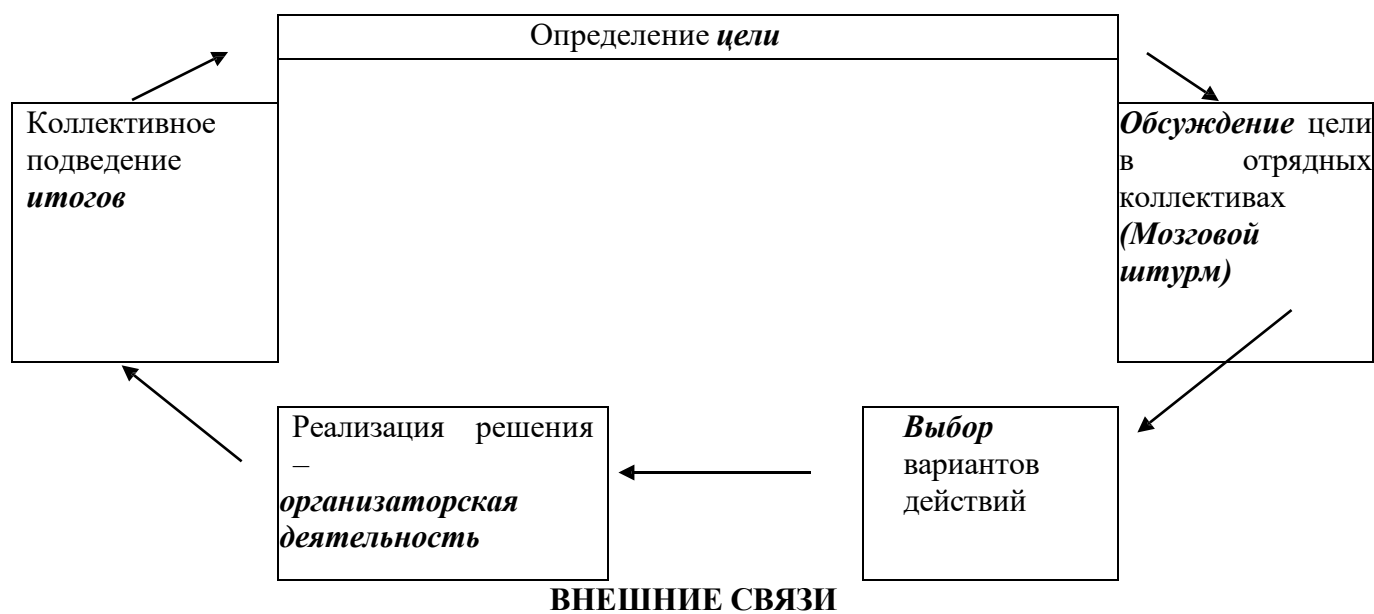 Определение цели
Коллективное
подведение
итогов
Обсуждение цели
в отрядных
коллективах
(Мозговой
штурм)
Реализация решения
–
организаторская
деятельность
Выбор
вариантов
действий
ВНЕШНИЕ СВЯЗИ